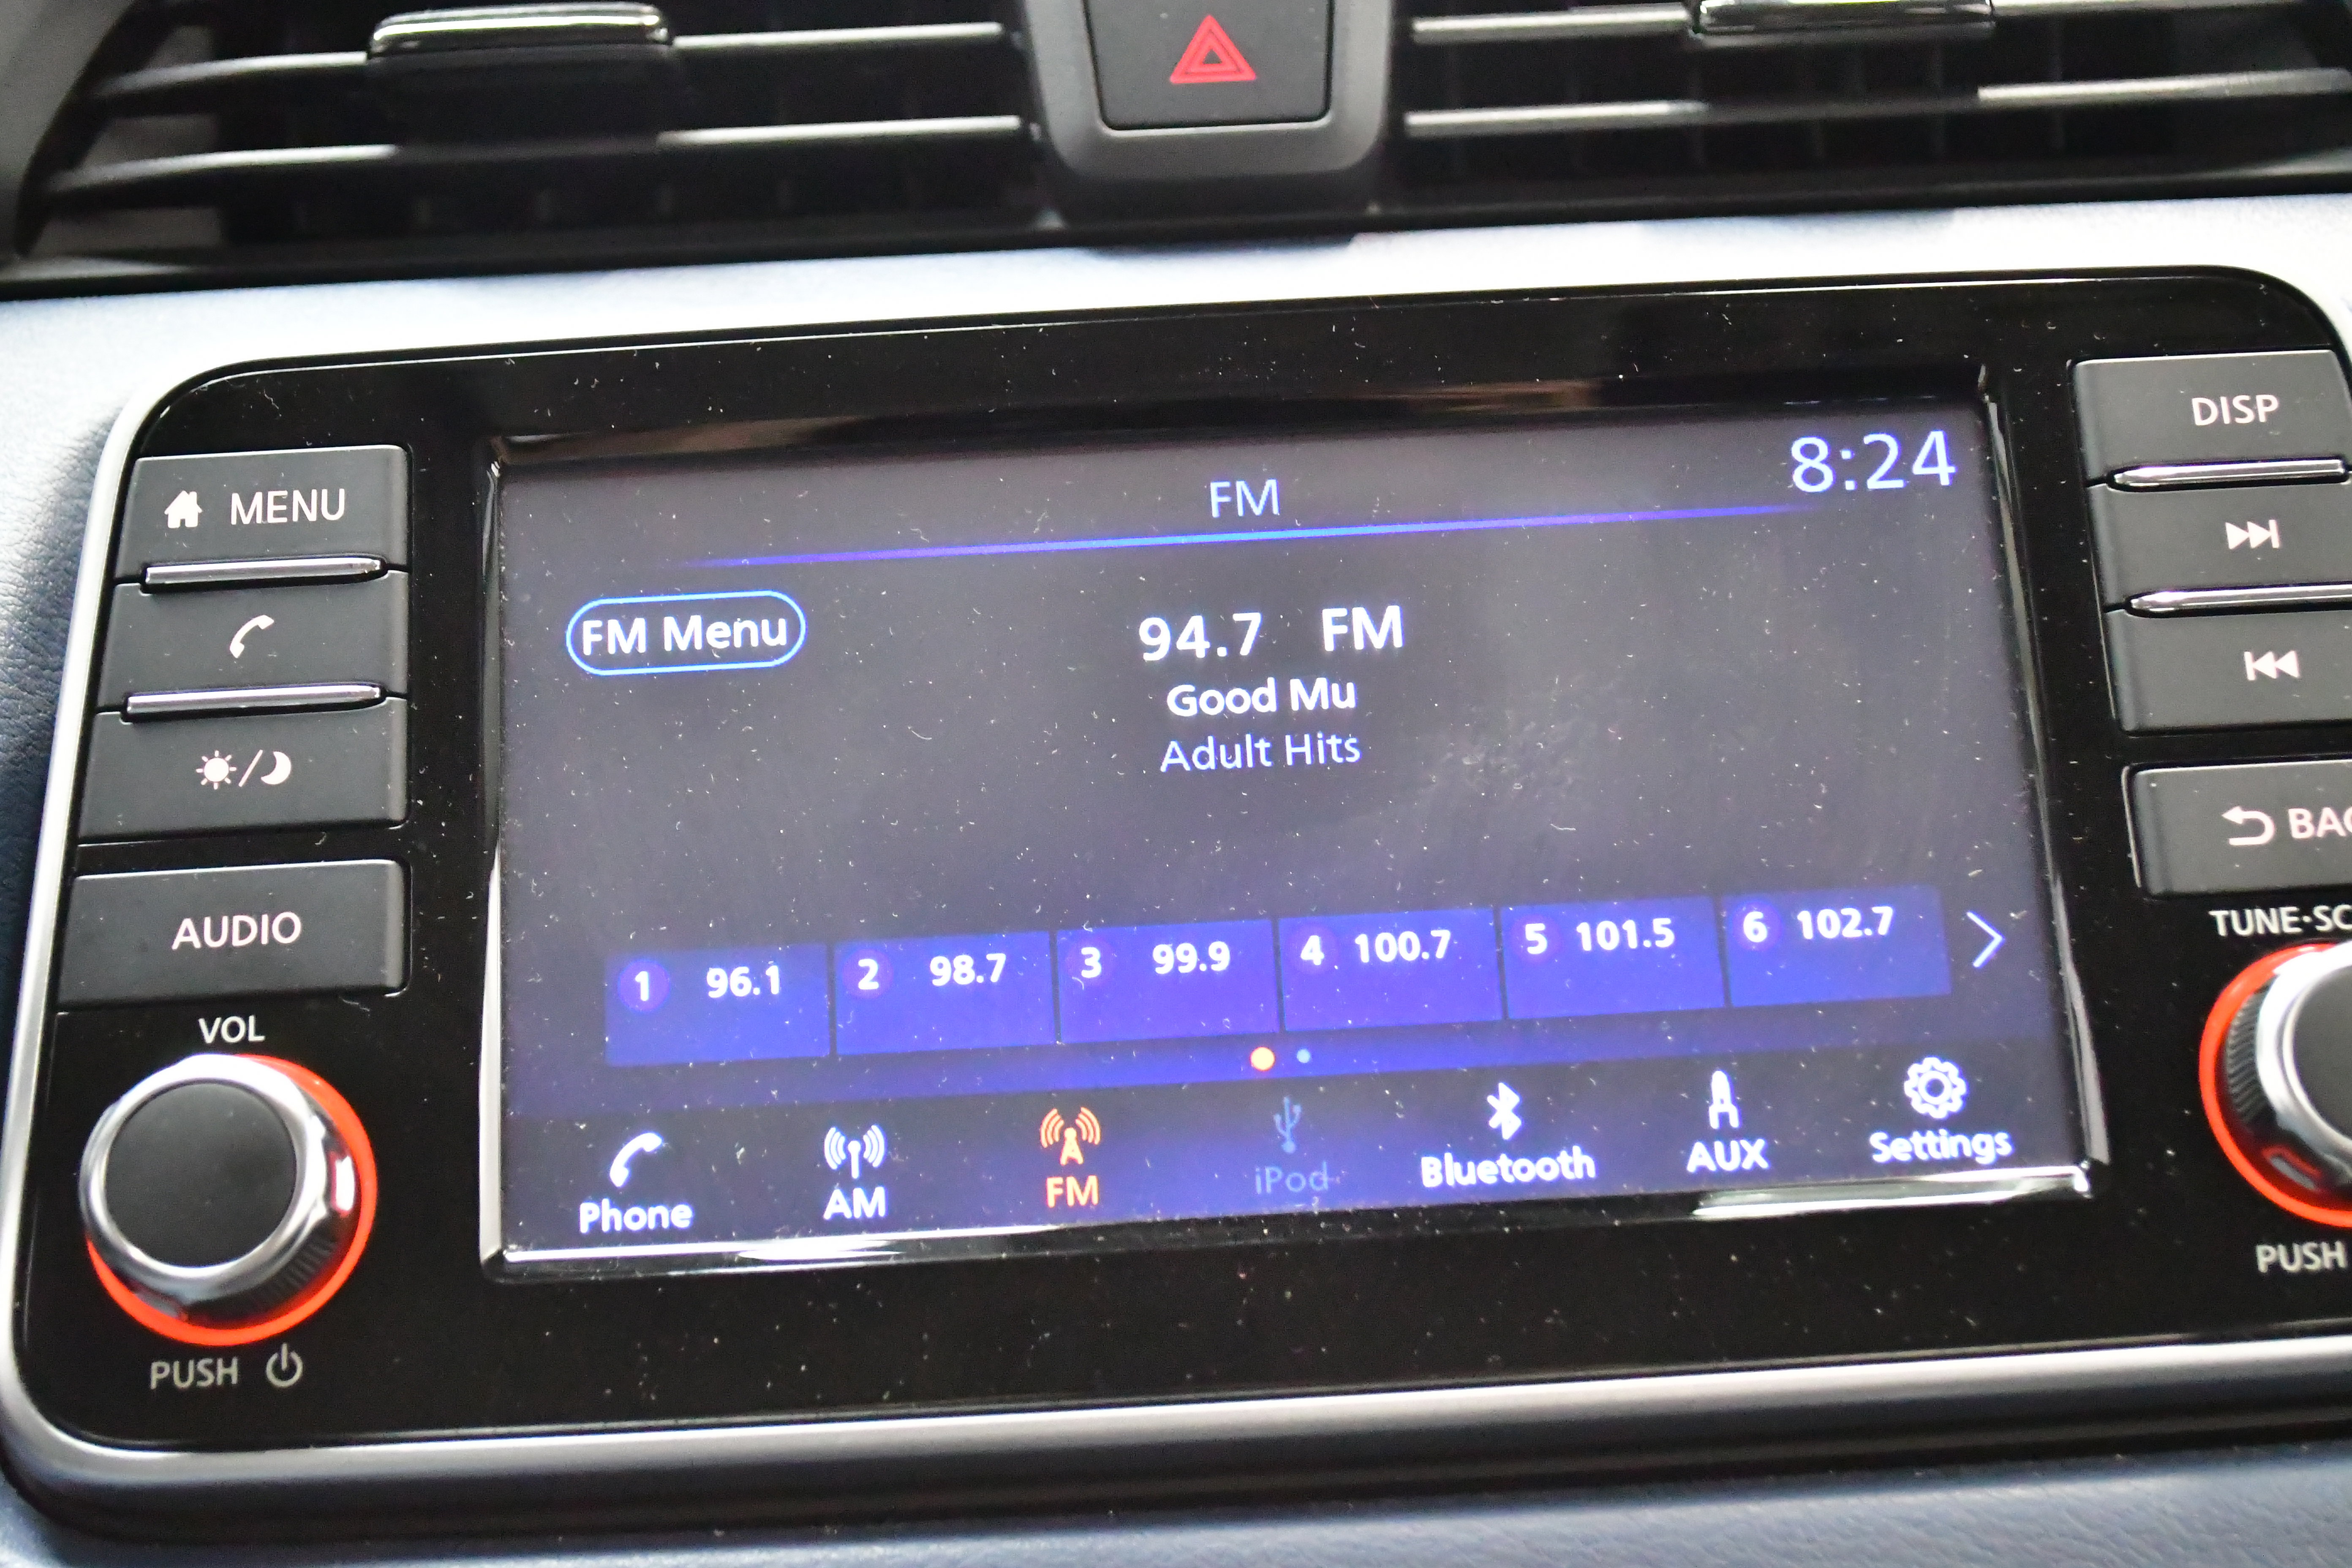 FM
8:24
FM Menu
94.7 FM
Good Mu
Adult Hits
1 96.1 2 98.7 3 99.9 4 100.7 5 101.5 6 102.7
Phone AM FM iPod Bluetooth AUX Settings
MENU
AUDIO
VOL
PUSH
DISP
BAC
TUNE·SC
PUSH